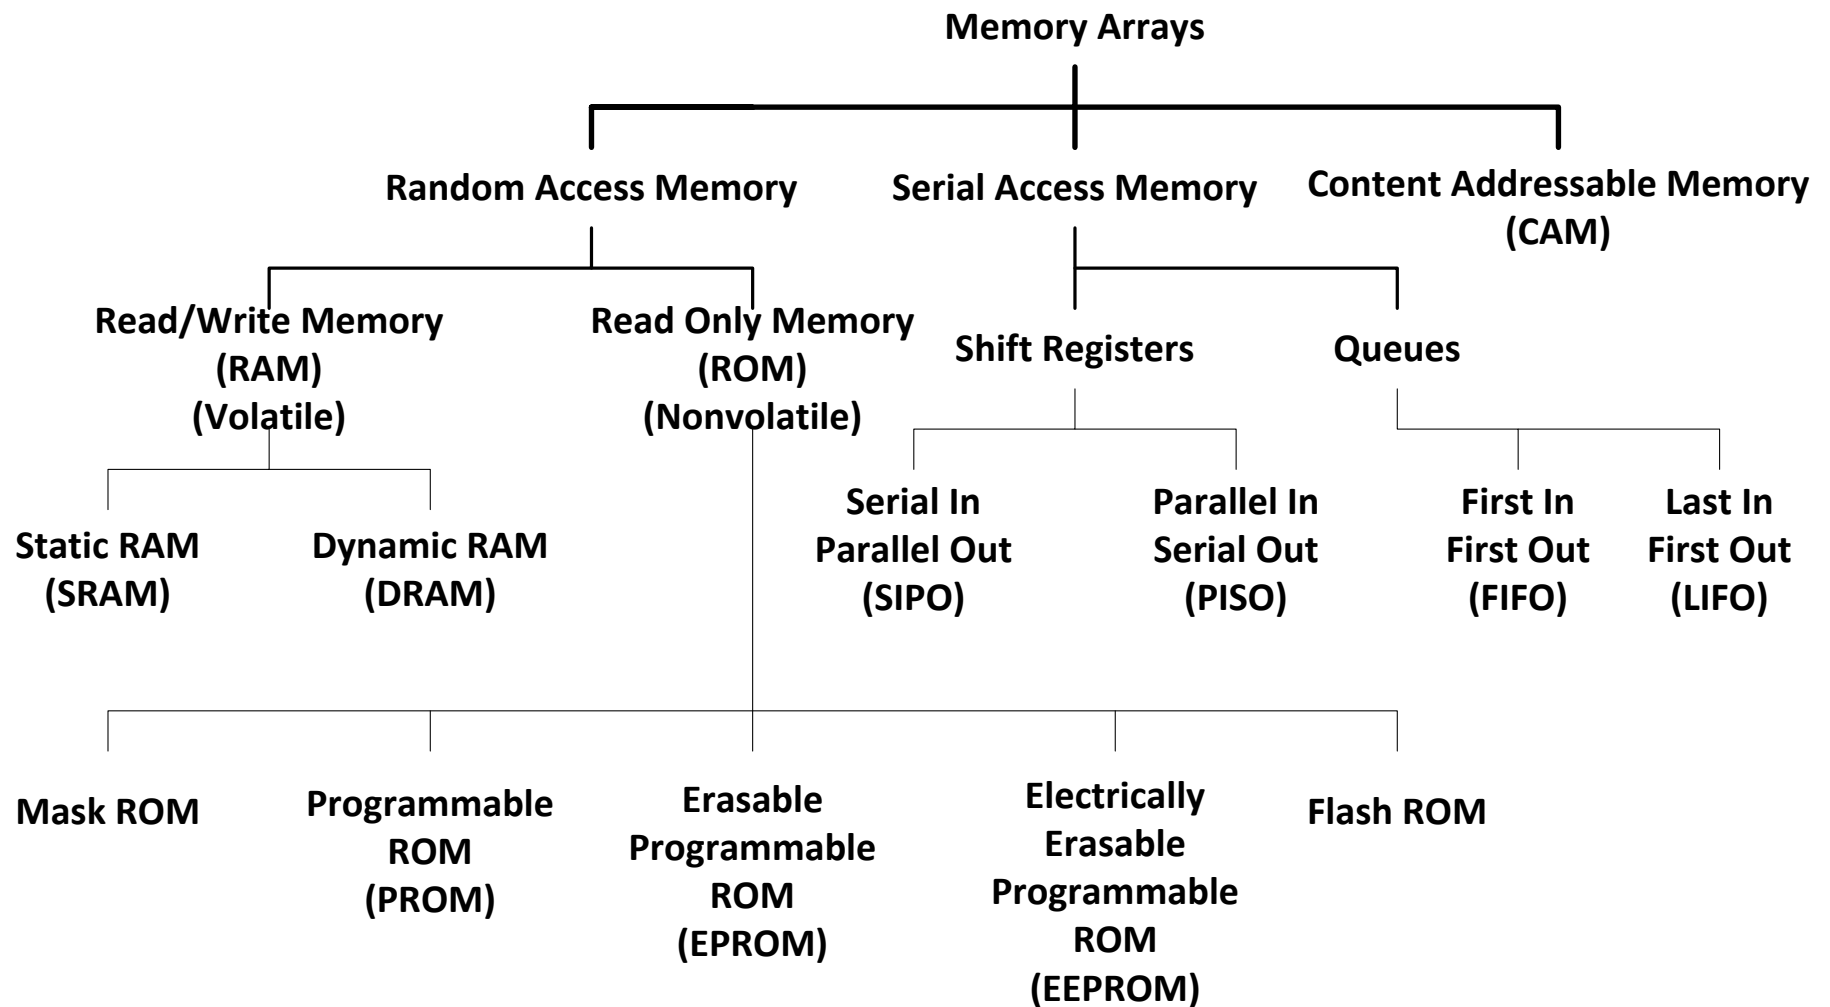 Memory Arrays
Random Access Memory
Serial Access Memory
Content Addressable Memory
(CAM)
Read/Write Memory
(RAM)
(Volatile)
Read Only Memory
(ROM)
(Nonvolatile)
Shift Registers
Queues
Static RAM
(SRAM)
Dynamic RAM
(DRAM)
Serial In
Parallel Out
(SIPO)
Parallel In
Serial Out
(PISO)
First In
First Out
(FIFO)
Last In
First Out
(LIFO)
Mask ROM
Programmable
ROM
(PROM)
Erasable
Programmable
ROM
(EPROM)
Electrically
Erasable
Programmable
ROM
(EEPROM)
Flash ROM